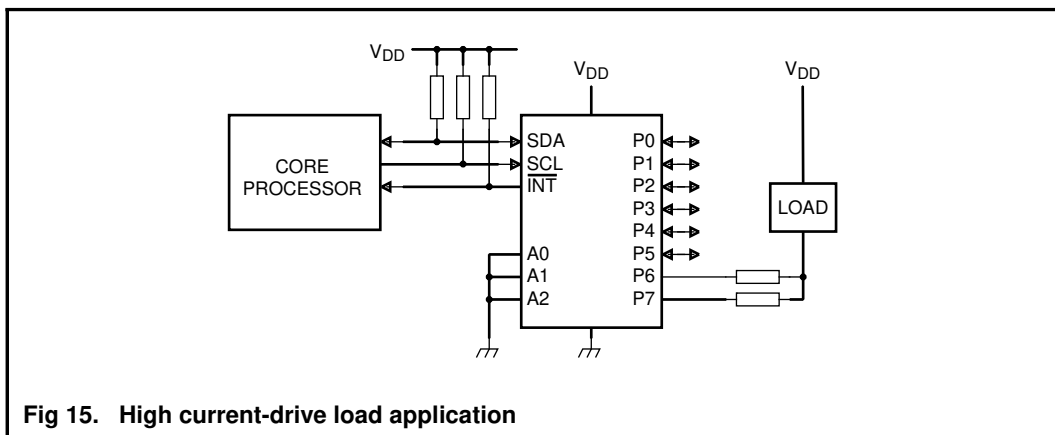 VDD
VDD
VDD
CORE
PROCESSOR
SDA
SCL
INT
A0
A1
A2
P0
P1
P2
P3
P4
P5
P6
P7
LOAD
Fig 15. High current-drive load application